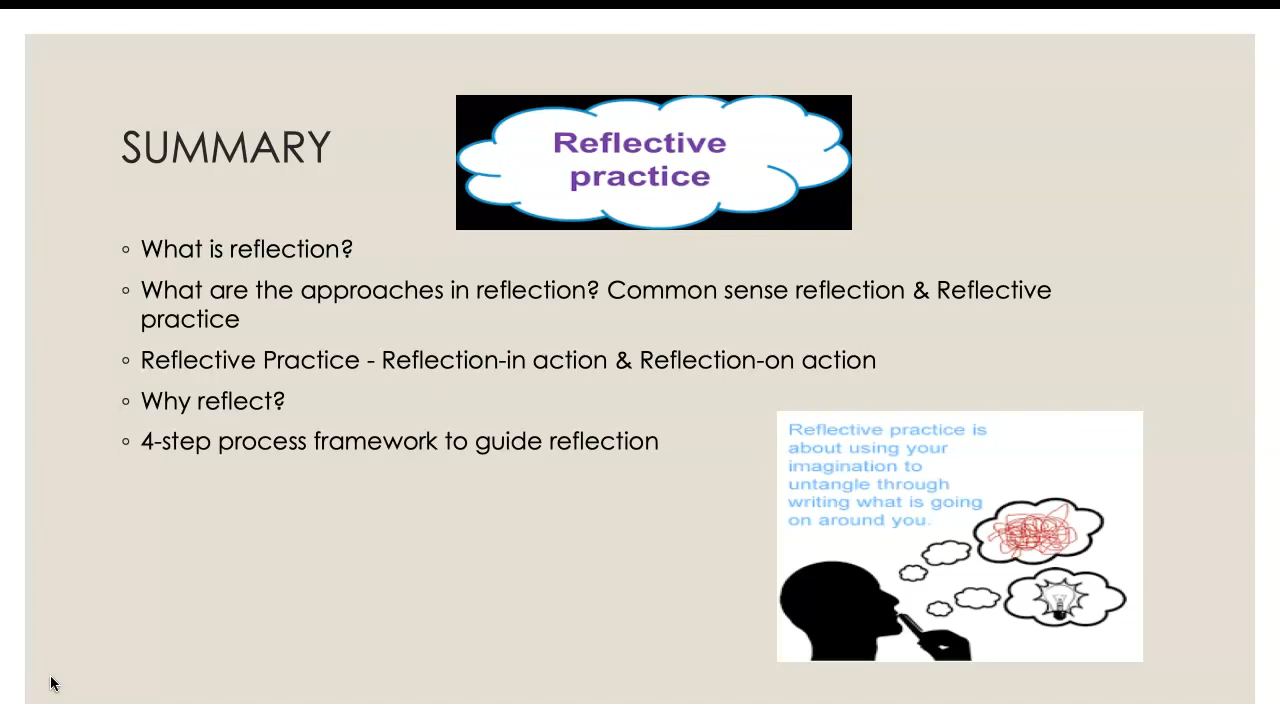 SUMMARY
Reflective
practice
◦ What is reflection?
◦ What are the approaches in reflection? Common sense reflection & Reflective
practice
◦ Reflective Practice - Reflection-in action & Reflection-on action
◦ Why reflect?
◦ 4-step process framework to guide reflection
Reflective practice is
about using your
imagination to
untangle through
writing what is going
on around you.